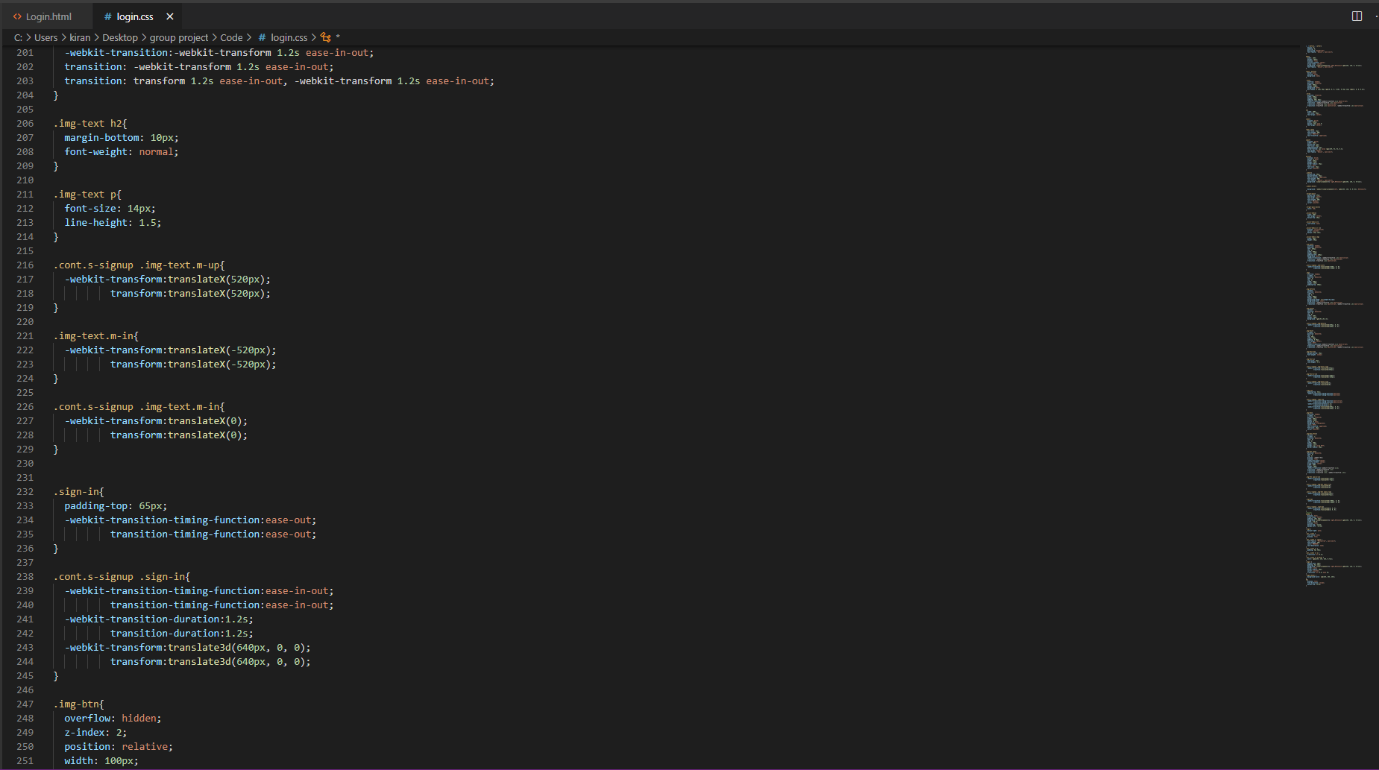 Login.html
login.css
C: > Users > kiran > Desktop > group project > Code > # login.css > *
201 -webkit-transition:-webkit-transform 1.2s ease-in-out;
202 transition: -webkit-transform 1.2s ease-in-out;
203 transition: transform 1.2s ease-in-out, -webkit-transform 1.2s ease-in-out;
204 }
205
206 .img-text h2{
207 margin-bottom: 10px;
208 font-weight: normal;
209 }
210
211 .img-text p{
212 font-size: 14px;
213 line-height: 1.5;
214 }
215
216 .cont.s-signup .img-text.m-up{
217 -webkit-transform:translateX(520px);
218 transform:translateX(520px);
219 }
220
221 .img-text.m-in{
222 -webkit-transform:translateX(-520px);
223 transform:translateX(-520px);
224 }
225
226 .cont.s-signup .img-text.m-in{
227 -webkit-transform:translateX(0);
228 transform:translateX(0);
229 }
230
231
232 .sign-in{
233 padding-top: 65px;
234 -webkit-transition-timing-function:ease-out;
235 transition-timing-function:ease-out;
236 }
237
238 .cont.s-signup .sign-in{
239 -webkit-transition-timing-function:ease-in-out;
240 transition-timing-function:ease-in-out;
241 -webkit-transition-duration:1.2s;
242 transition-duration:1.2s;
243 -webkit-transform:translate3d(640px, 0, 0);
244 transform:translate3d(640px, 0, 0);
245 }
246
247 .img-btn{
248 overflow: hidden;
249 z-index: 2;
250 position: relative;
251 width: 100px;